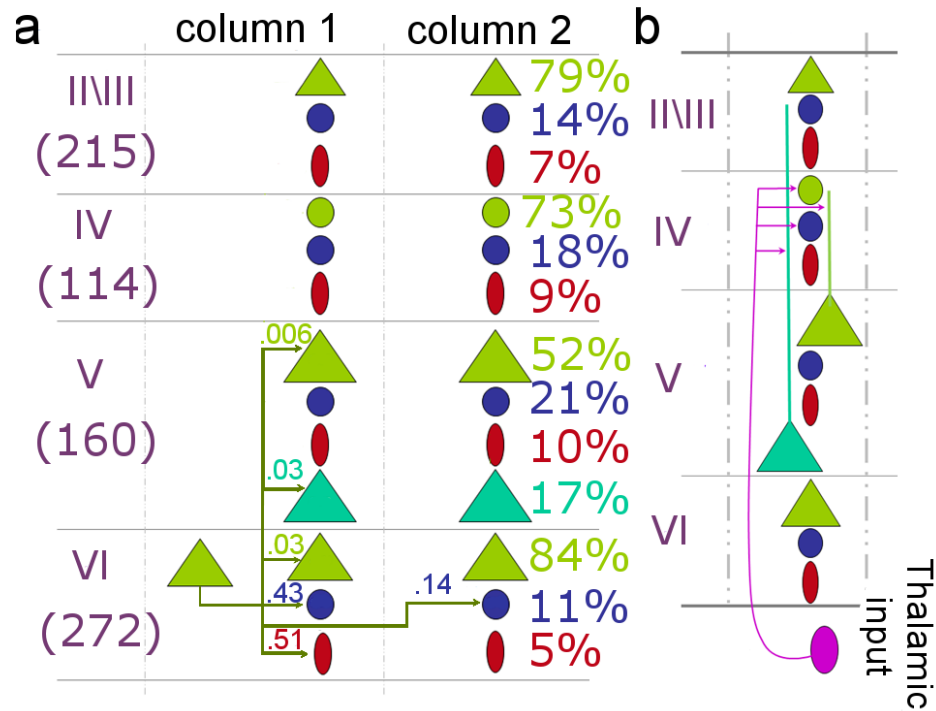 a
column 1
column 2
b
II\III
(215)
79%
14%
7%
IV
(114)
73%
18%
9%
V
(160)
.006
.03
52%
21%
10%
17%
VI
(272)
.03
.43
.51
.14
84%
11%
5%
II\III
IV
V
VI
Thalamic
input